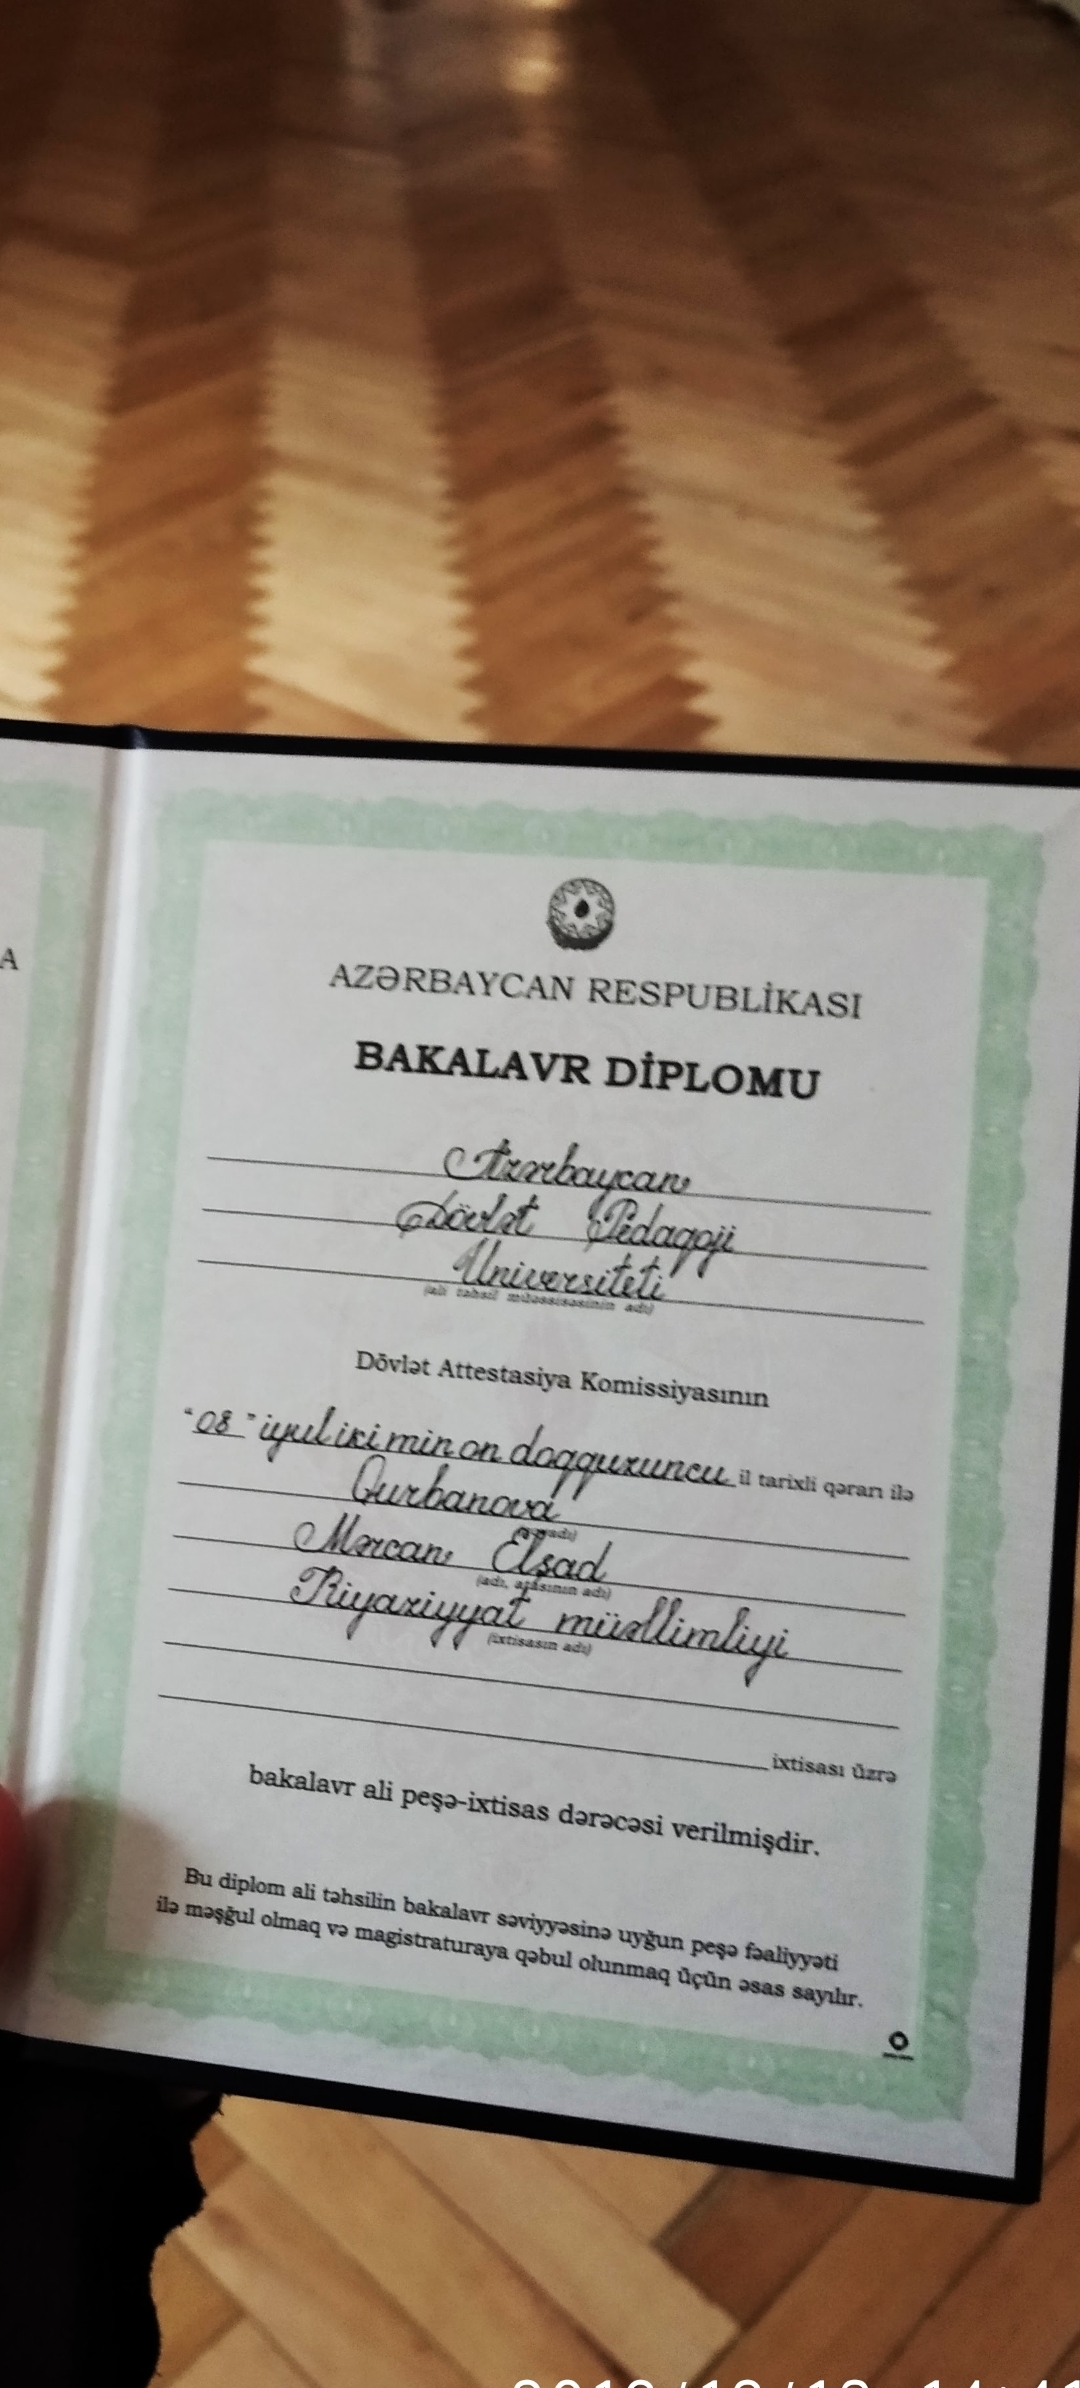 A
AZƏRBAYCAN RESPUBLİKASI
BAKALAVR DİPLOMU
Azərbaycan
Dövlət Pedaqoji
Universiteti
(ali təhsil müəssisəsinin adı)
Dövlət Attestasiya Komissiyasının
"08" iyul iki min on doqquzuncu il tarixli qərarı ilə
Qurbanova
Mərcan Elşad
(adı, atasının adı)
Riyaziyyat müəllimliyi
(ixtisasın adı)
ixtisası üzrə
bakalavr ali peşə-ixtisas dərəcəsi verilmişdir.
Bu diplom ali təhsilin bakalavr səviyyəsinə uyğun peşə fəaliyyəti
ilə məşğul olmaq və magistraturaya qəbul olunmaq üçün əsas sayılır.